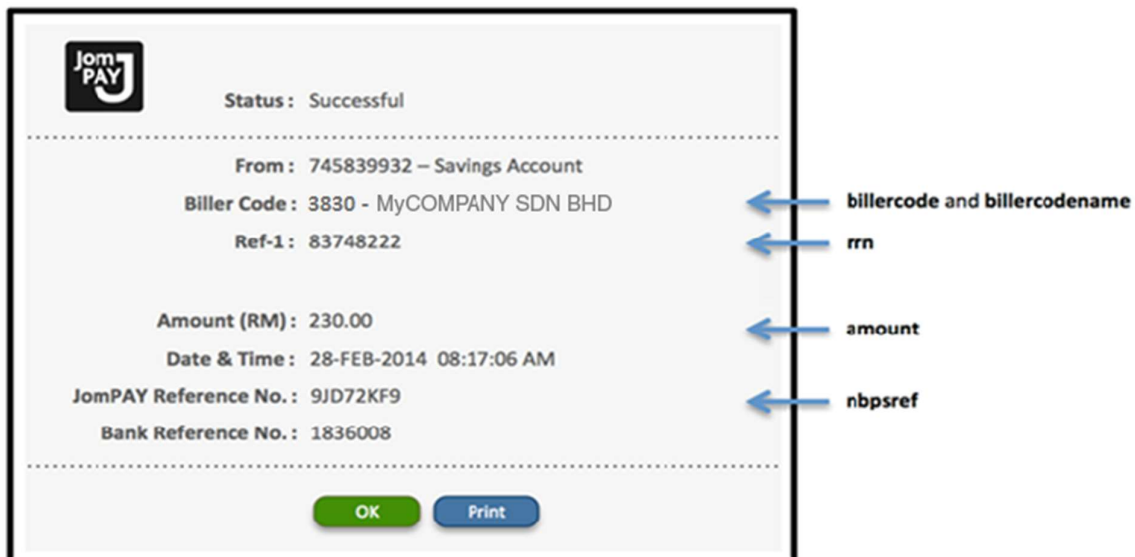 Jom
PAY J
Status : Successful
From : 745839932 – Savings Account
Biller Code : 3830 - MyCOMPANY SDN BHD
billercode and billercodename
Ref-1 : 83748222
rrn
Amount (RM) : 230.00
amount
Date & Time : 28-FEB-2014 08:17:06 AM
JomPAY Reference No. : 9JD72KF9
nbpsref
Bank Reference No. : 1836008
OK
Print